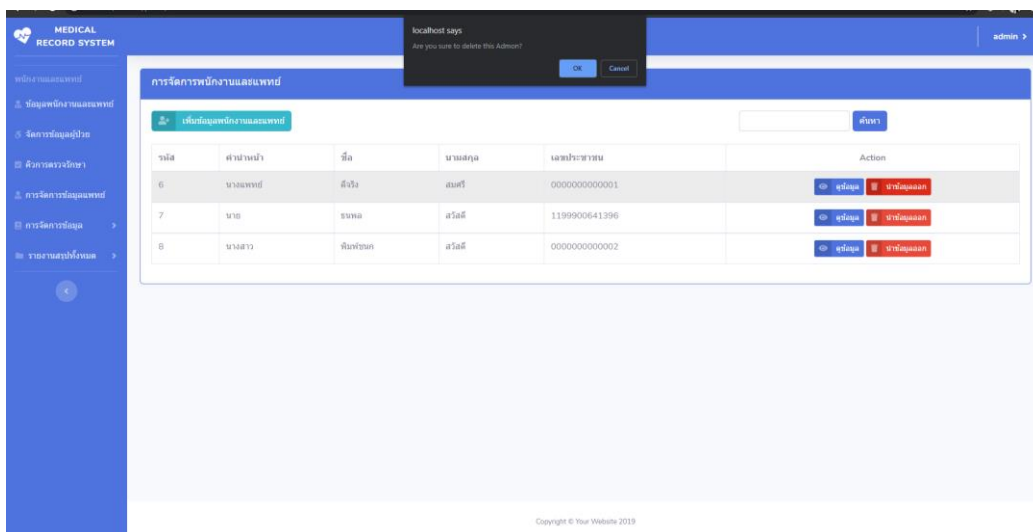 MEDICAL
RECORD SYSTEM
localhost says
Are you sure to delete this Admon?
OK
Cancel
admin >
พนักงานและแพทย์
ข้อมูลพนักงานและแพทย์
จัดการข้อมูลผู้ป่วย
คิวการตรวจรักษา
การจัดการข้อมูลแพทย์
การจัดการข้อมูล >
รายงานสรุปทั้งหมด >
<
การจัดการพนักงานและแพทย์
เพิ่มข้อมูลพนักงานและแพทย์
ค้นหา
รหัส คำนำหน้า ชื่อ นามสกุล เลขประชาชน Action
6 นางแพทย์ ดีจริง สมศรี 0000000000001 ดูข้อมูล นำข้อมูลออก
7 นาย ธนพล สวัสดี 1199900641396 ดูข้อมูล นำข้อมูลออก
8 นางสาว พิมพ์ชนก สวัสดี 0000000000002 ดูข้อมูล นำข้อมูลออก
Copyright © Your Website 2019